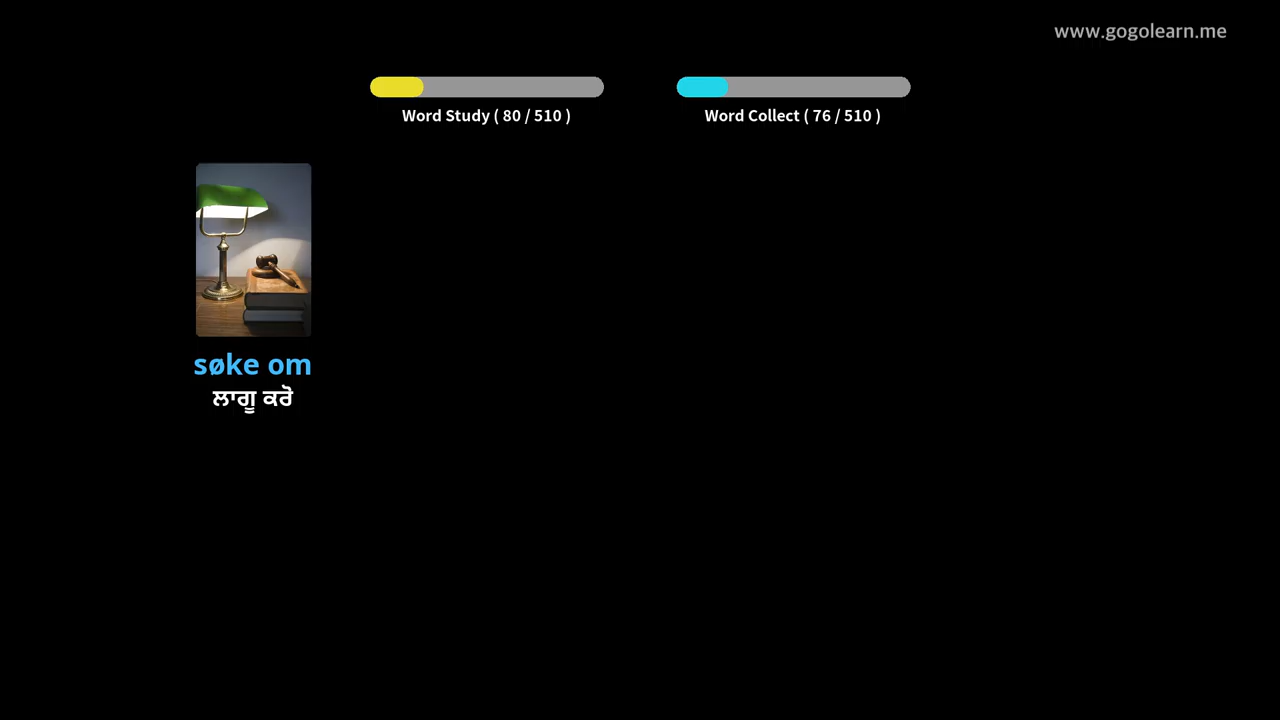 www.gogolearn.me
Word Study ( 80 / 510 )
Word Collect ( 76 / 510 )
søke om
ਲਾਗੂ ਕਰੋ